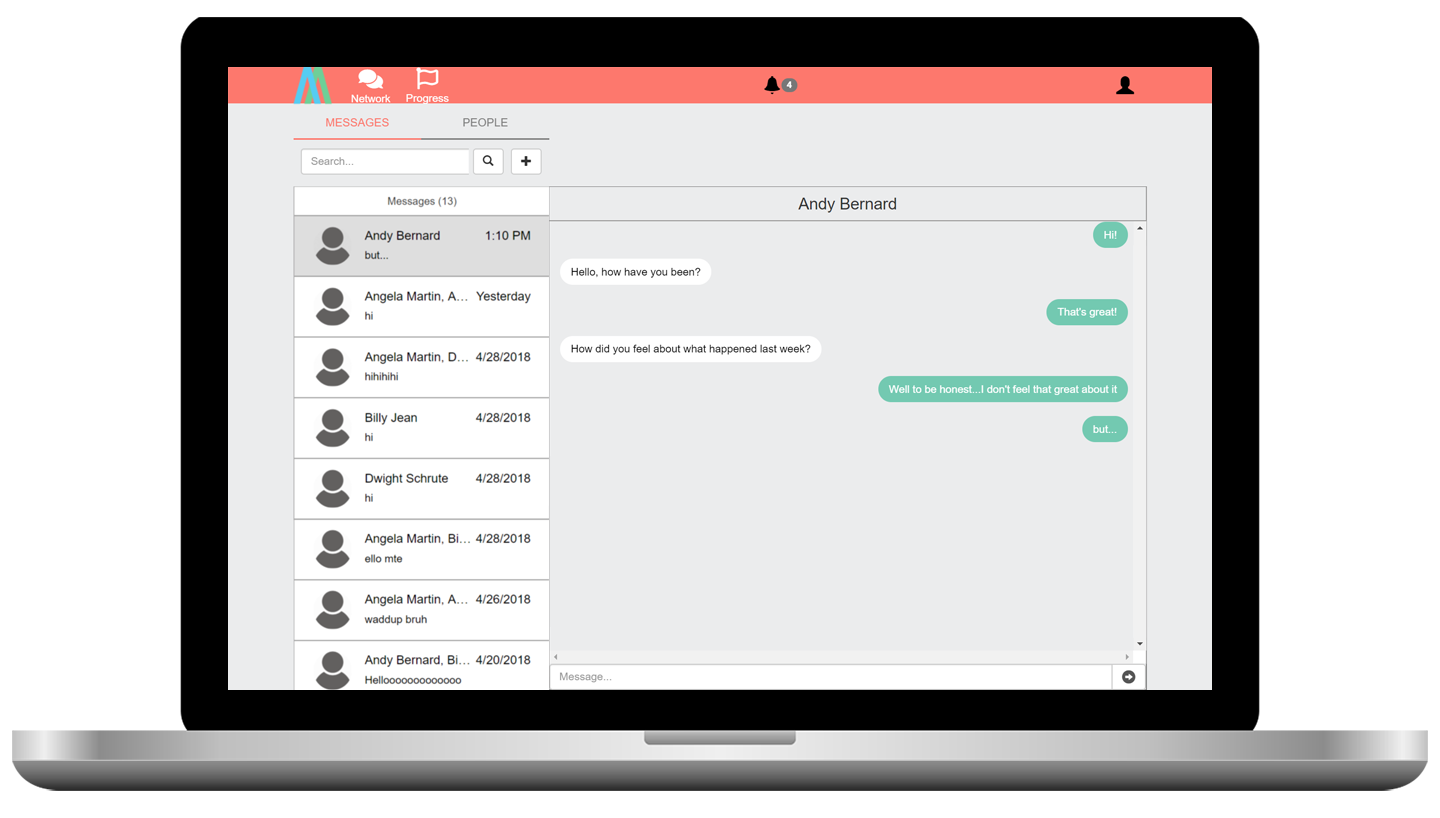 Network
Progress
4
MESSAGES
PEOPLE
Search...
Messages (13)
Andy Bernard 1:10 PM
but...
Angela Martin, A... Yesterday
hi
Angela Martin, D... 4/28/2018
hihihihi
Billy Jean 4/28/2018
hi
Dwight Schrute 4/28/2018
hi
Angela Martin, Bi... 4/28/2018
ello mte
Angela Martin, A... 4/26/2018
waddup bruh
Andy Bernard, Bi... 4/20/2018
Hellooooooooooooo
Andy Bernard
Hi!
Hello, how have you been?
That's great!
How did you feel about what happened last week?
Well to be honest...I don't feel that great about it
but...
Message...